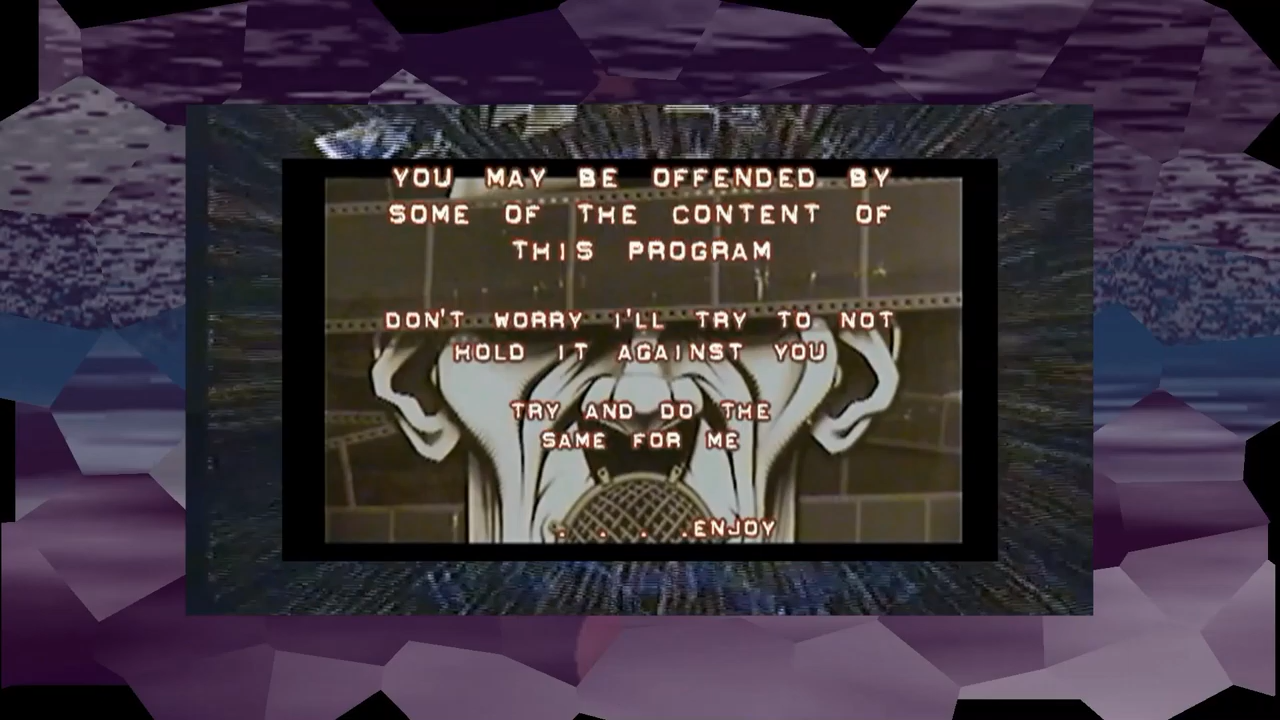 YOU MAY BE OFFENDED BY
SOME OF THE CONTENT OF
THIS PROGRAM
DON'T WORRY I'LL TRY TO NOT
HOLD IT AGAINST YOU
TRY AND DO THE
SAME FOR ME
. . . .ENJOY